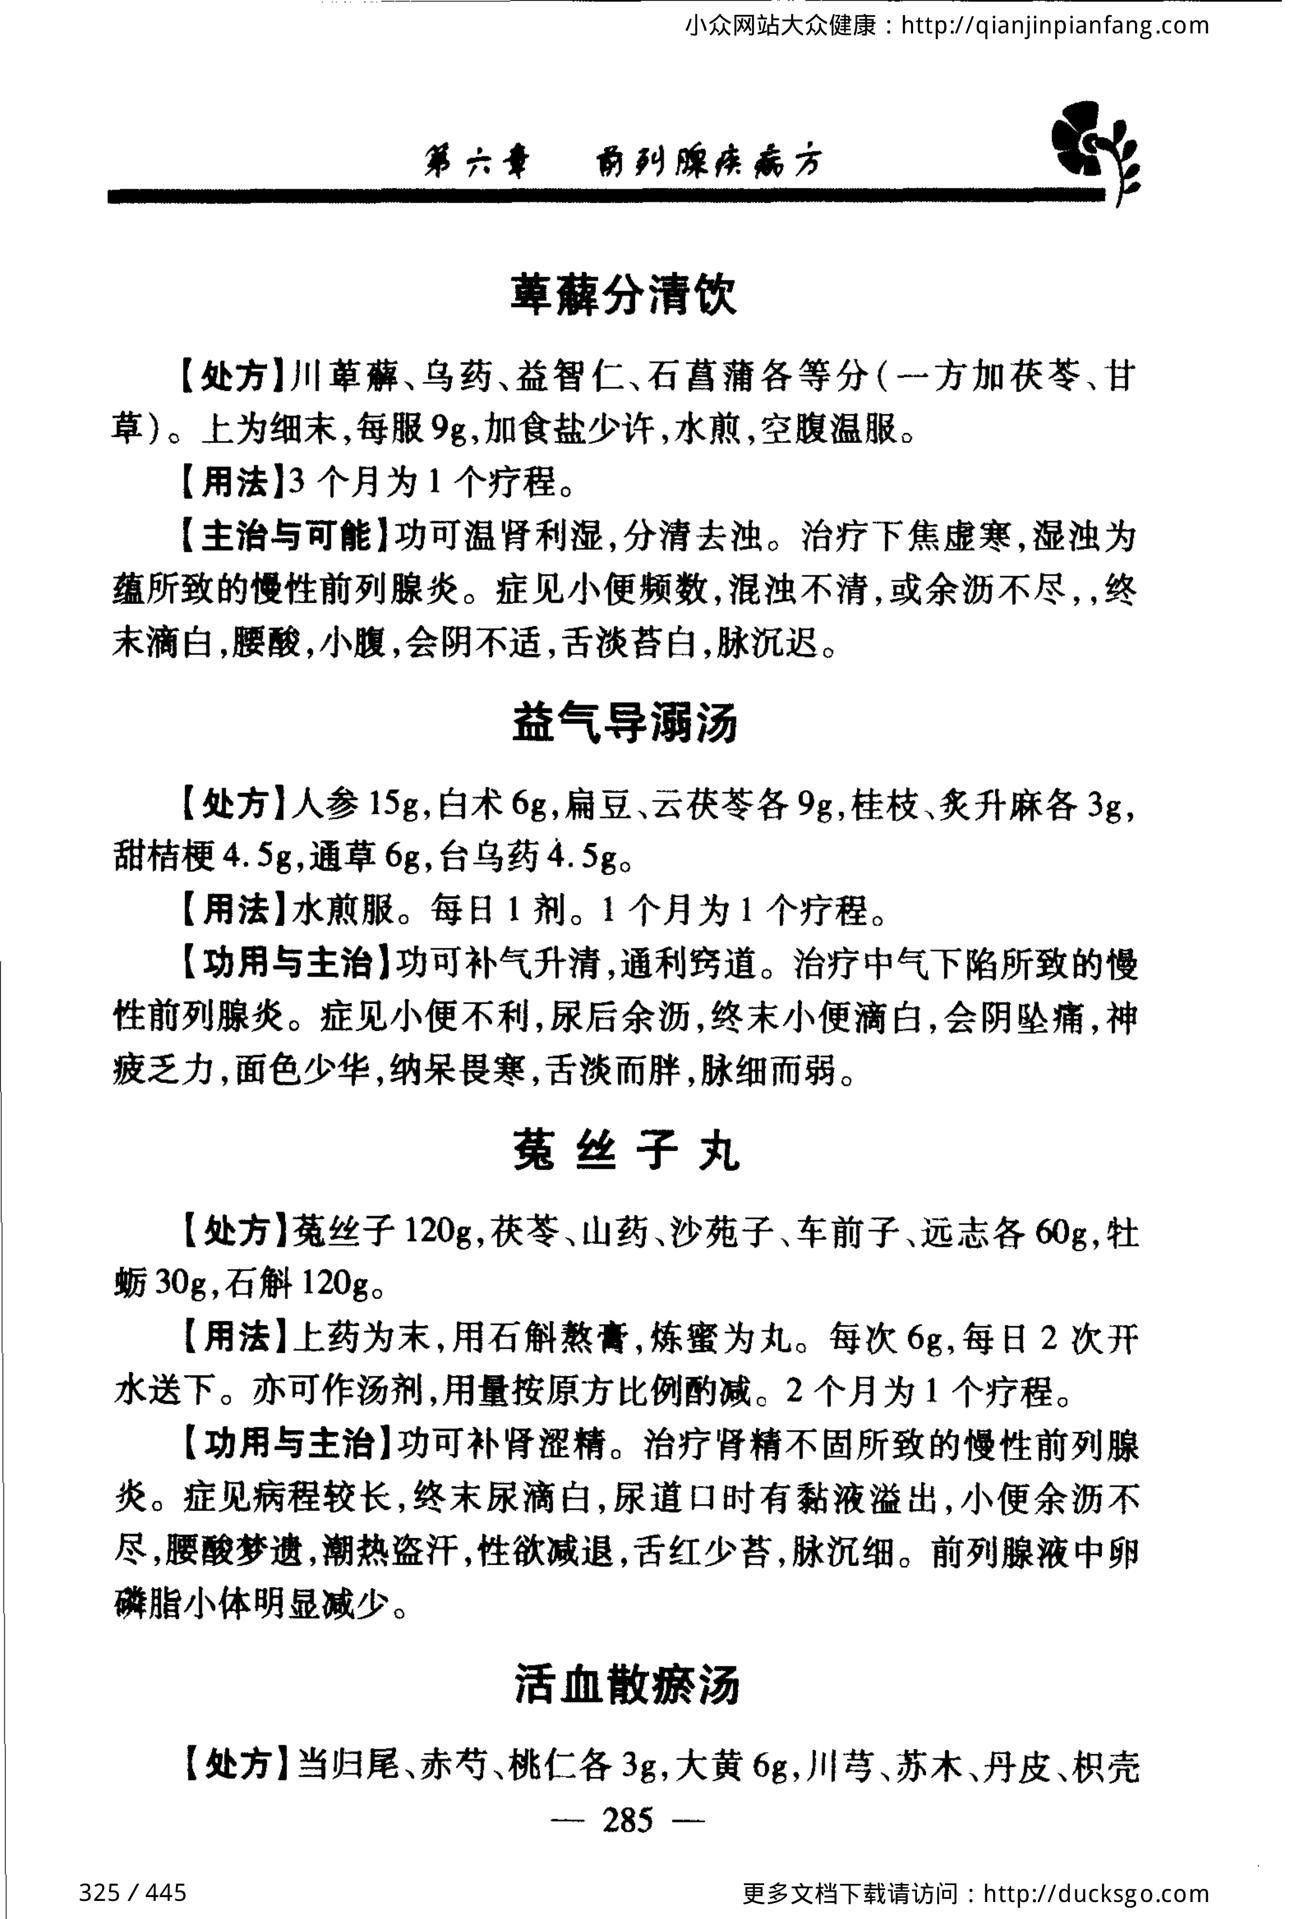 小众网站大众健康：http://qianjinpianfang.com
第六章 前列腺疾病方
萆薢分清饮
【处方】川萆薢、乌药、益智仁、石菖蒲各等分(一方加茯苓、甘
草)。上为细末,每服9g,加食盐少许,水煎,空腹温服。
【用法】3个月为1个疗程。
【主治与可能】功可温肾利湿,分清去浊。治疗下焦虚寒,湿浊为
蕴所致的慢性前列腺炎。症见小便频数,混浊不清,或余沥不尽,,终
末滴白,腰酸,小腹,会阴不适,舌淡苔白,脉沉迟。
益气导溺汤
【处方】人参15g,白术6g,扁豆、云茯苓各9g,桂枝、炙升麻各3g,
甜桔梗4.5g,通草6g,台乌药4.5g。
【用法】水煎服。每日1剂。1个月为1个疗程。
【功用与主治】功可补气升清,通利窍道。治疗中气下陷所致的慢
性前列腺炎。症见小便不利,尿后余沥,终末小便滴白,会阴坠痛,神
疲乏力,面色少华,纳呆畏寒,舌淡而胖,脉细而弱。
菟丝子丸
【处方】菟丝子120g,茯苓、山药、沙苑子、车前子、远志各60g,牡
蛎30g,石斛120g。
【用法】上药为末,用石斛熬膏,炼蜜为丸。每次6g,每日2次开
水送下。亦可作汤剂,用量按原方比例酌减。2个月为1个疗程。
【功用与主治】功可补肾涩精。治疗肾精不固所致的慢性前列腺
炎。症见病程较长,终末尿滴白,尿道口时有黏液溢出,小便余沥不
尽,腰酸梦遗,潮热盗汗,性欲减退,舌红少苔,脉沉细。前列腺液中卵
磷脂小体明显减少。
活血散瘀汤
【处方】当归尾、赤芍、桃仁各3g,大黄6g,川芎、苏木、丹皮、枳壳
— 285 —
325 / 445
更多文档下载请访问：http://ducksgo.com